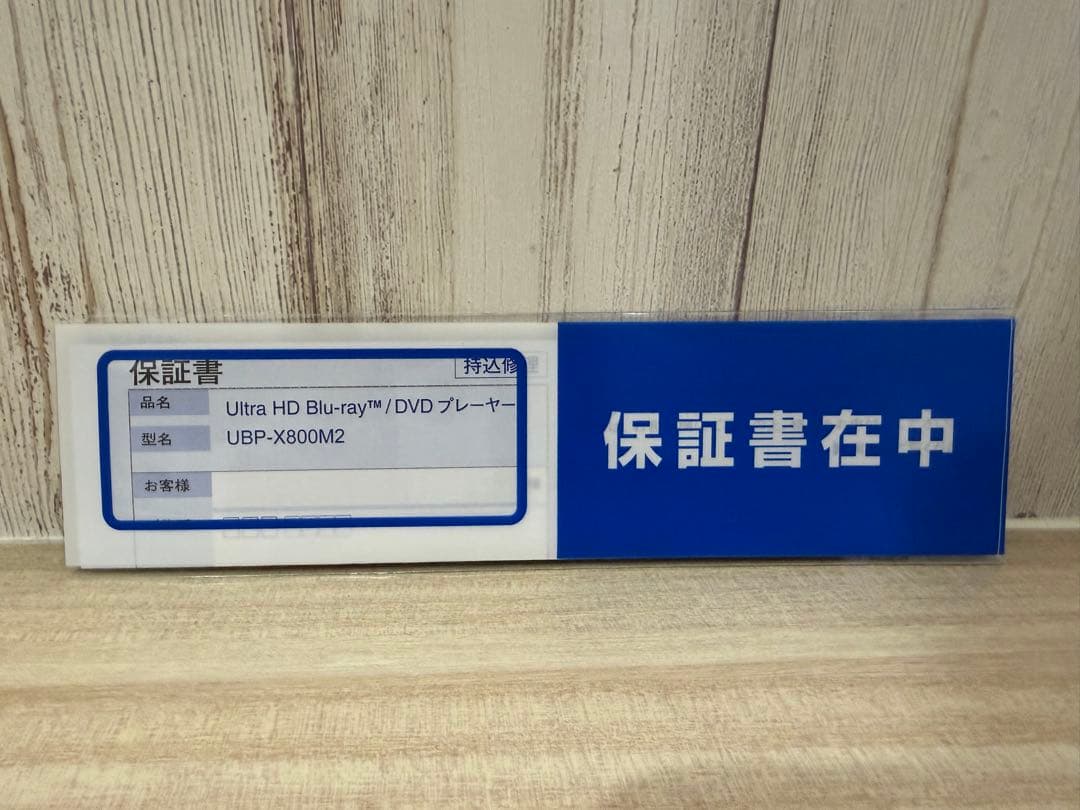 保証書
持込修理
品名
Ultra HD Blu-ray™/DVD プレーヤー
型名
UBP-X800M2
お客様
保証書在中